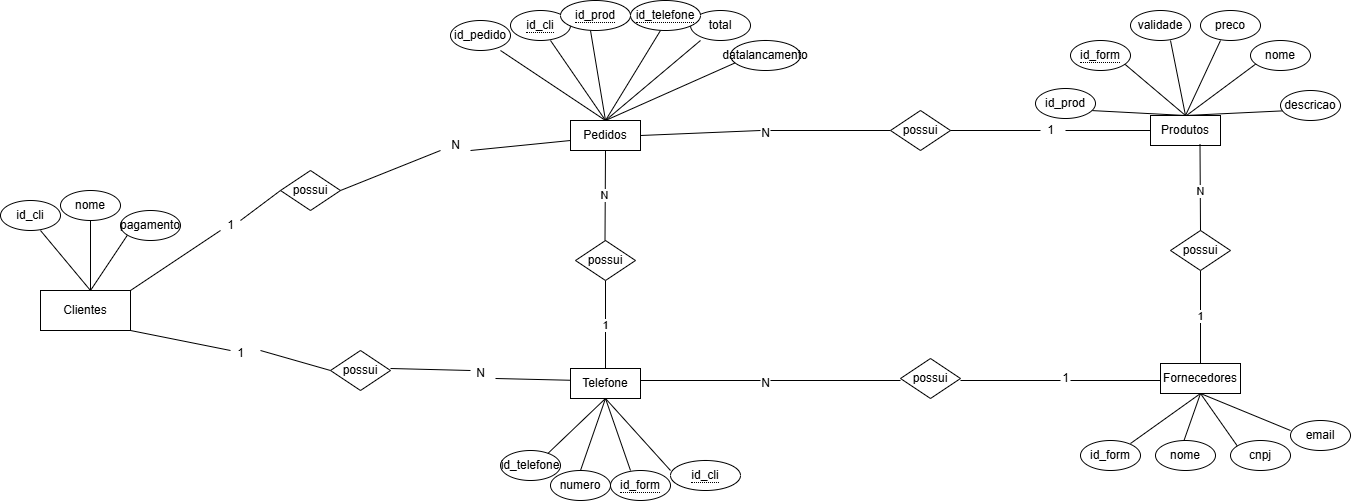 id_pedido
id_cli
id_prod
id_telefone
total
datalancamento
validade
preco
id_form
nome
id_prod
descricao
Pedidos
N
possui
1
Produtos
N
possui
1
N
N
possui
possui
id_cli
nome
pagamento
Clientes
1
1
1
possui
N
Telefone
N
possui
1
Fornecedores
id_telefone
numero
id_form
id_cli
id_form
nome
cnpj
email